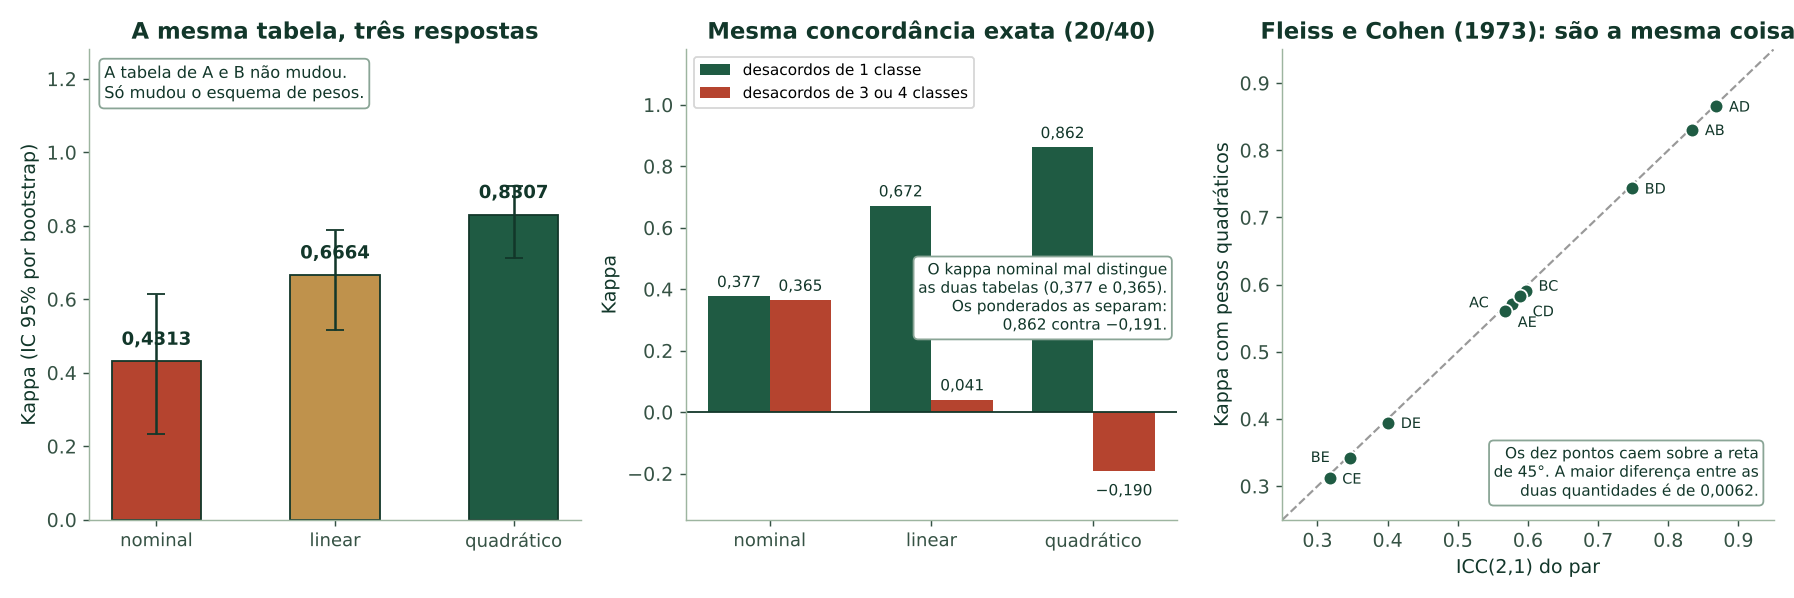 A mesma tabela, três respostas
A tabela de A e B não mudou.
Só mudou o esquema de pesos.
Kappa (IC 95% por bootstrap)
1.2
1.0
0.8
0.6
0.4
0.2
0.0
0,4313
0,6664
0,8307
nominal
linear
quadrático
Mesma concordância exata (20/40)
desacordos de 1 classe
desacordos de 3 ou 4 classes
Kappa
1.0
0.8
0.6
0.4
0.2
0.0
−0.2
0,377
0,365
0,672
0,041
0,862
−0,190
O kappa nominal mal distingue
as duas tabelas (0,377 e 0,365).
Os ponderados as separam:
0,862 contra −0,191.
nominal
linear
quadrático
Fleiss e Cohen (1973): são a mesma coisa
Kappa com pesos quadráticos
0.9
0.8
0.7
0.6
0.5
0.4
0.3
AD
AB
BD
BC
AC
CD
AE
DE
BE
CE
Os dez pontos caem sobre a reta
de 45°. A maior diferença entre as
duas quantidades é de 0,0062.
0.3
0.4
0.5
0.6
0.7
0.8
0.9
ICC(2,1) do par